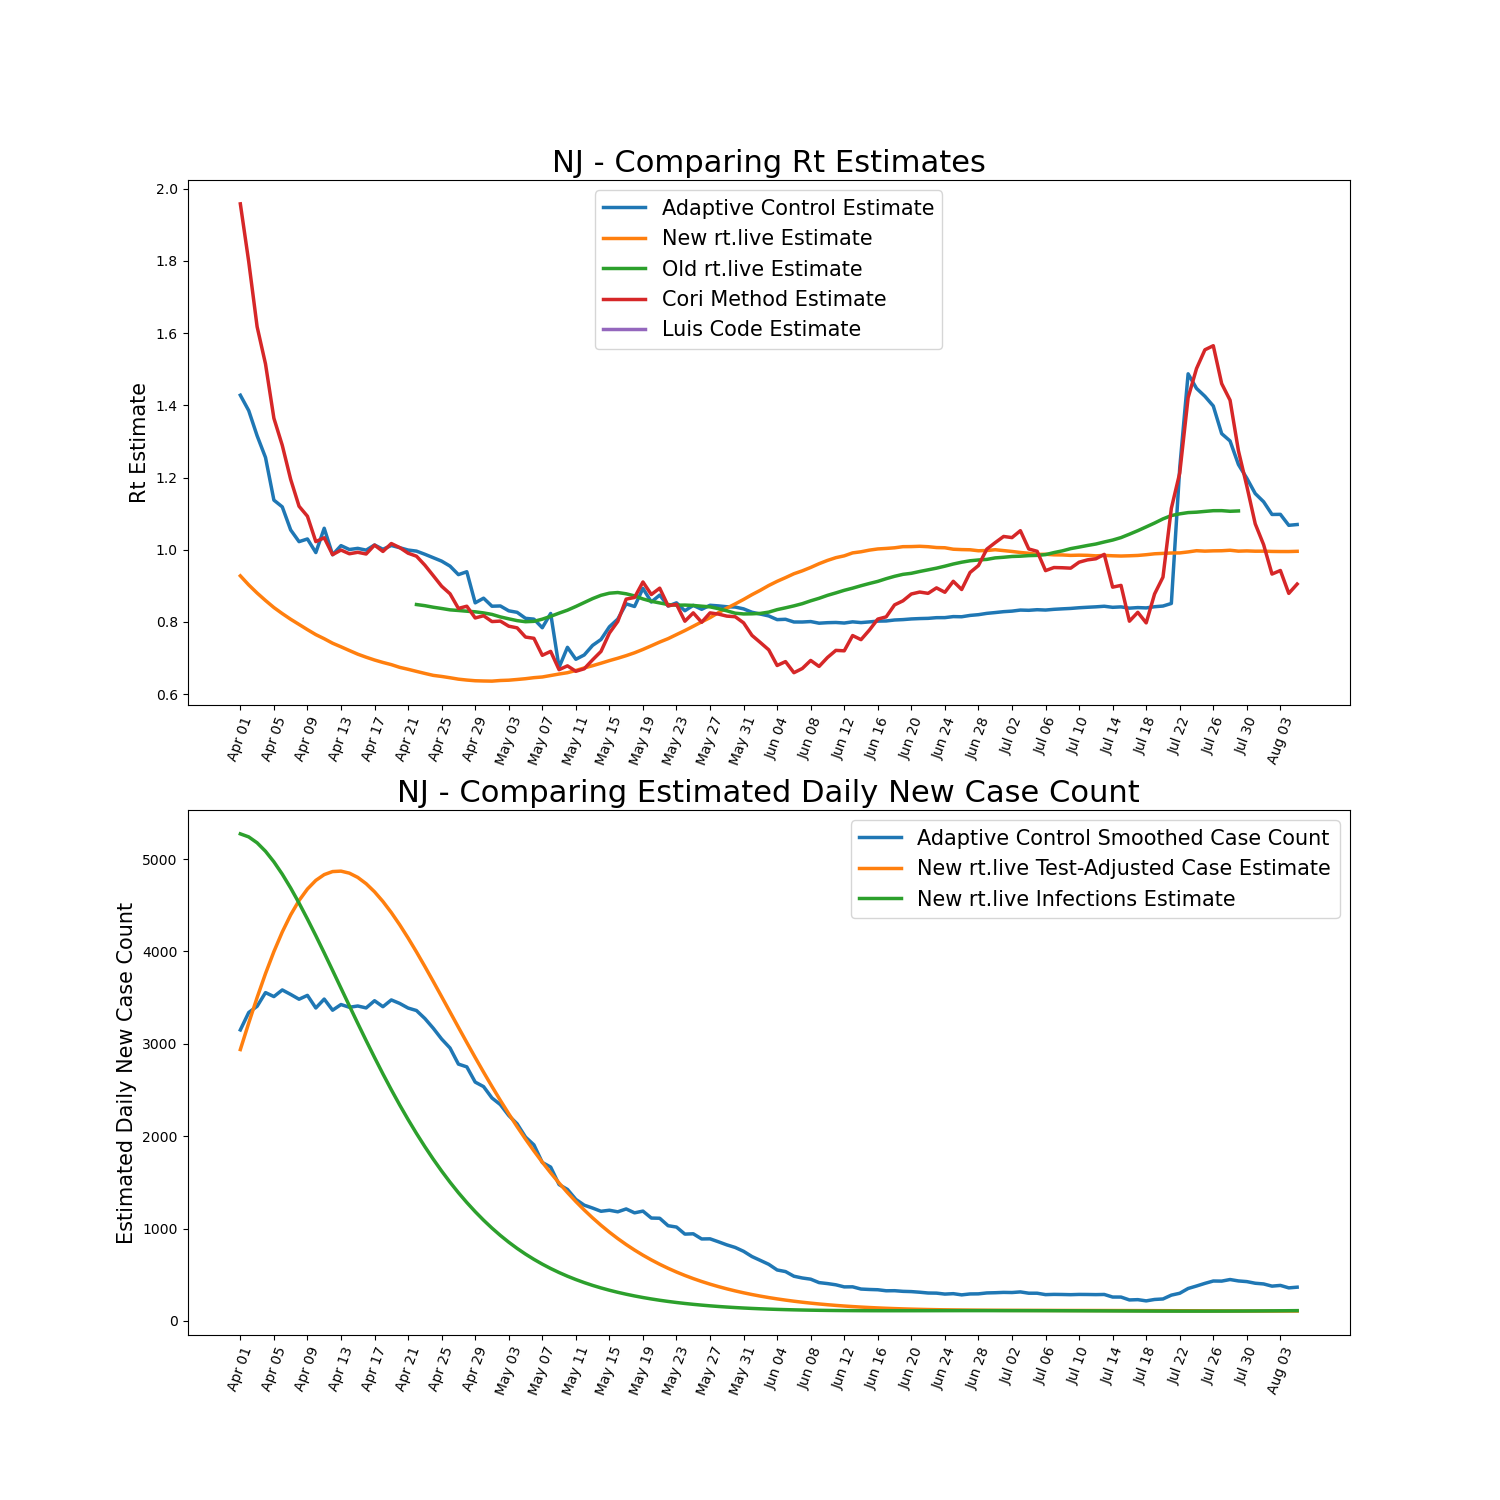 NJ - Comparing Rt Estimates
Rt Estimate
2.0
1.8
1.6
1.4
1.2
1.0
0.8
0.6
Adaptive Control Estimate
New rt.live Estimate
Old rt.live Estimate
Cori Method Estimate
Luis Code Estimate
Apr 01
Apr 05
Apr 09
Apr 13
Apr 17
Apr 21
Apr 25
Apr 29
May 03
May 07
May 11
May 15
May 19
May 23
May 27
May 31
Jun 04
Jun 08
Jun 12
Jun 16
Jun 20
Jun 24
Jun 28
Jul 02
Jul 06
Jul 10
Jul 14
Jul 18
Jul 22
Jul 26
Jul 30
Aug 03
NJ - Comparing Estimated Daily New Case Count
Estimated Daily New Case Count
5000
4000
3000
2000
1000
0
Adaptive Control Smoothed Case Count
New rt.live Test-Adjusted Case Estimate
New rt.live Infections Estimate
Apr 01
Apr 05
Apr 09
Apr 13
Apr 17
Apr 21
Apr 25
Apr 29
May 03
May 07
May 11
May 15
May 19
May 23
May 27
May 31
Jun 04
Jun 08
Jun 12
Jun 16
Jun 20
Jun 24
Jun 28
Jul 02
Jul 06
Jul 10
Jul 14
Jul 18
Jul 22
Jul 26
Jul 30
Aug 03